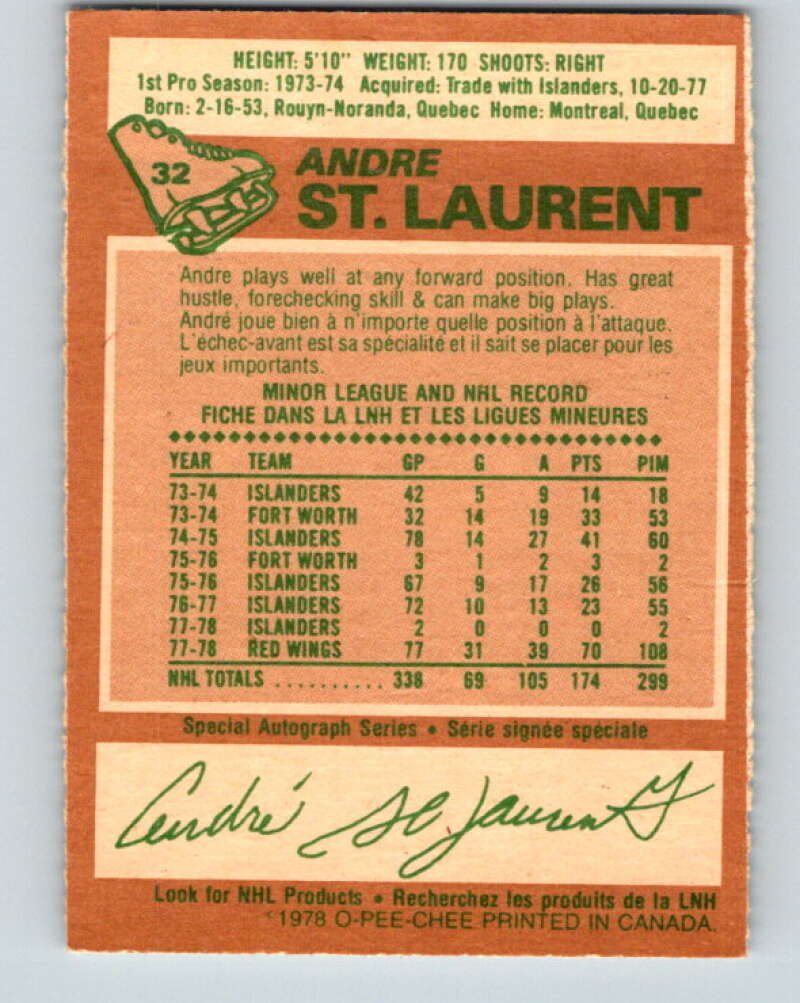 HEIGHT: 5'10" WEIGHT: 170 SHOOTS: RIGHT
1st Pro Season: 1973-74 Acquired: Trade with Islanders, 10-20-77
Born: 2-16-53, Rouyn-Noranda, Quebec Home: Montreal, Quebec
32
ANDRE
ST. LAURENT
Andre plays well at any forward position. Has great
hustle, forechecking skill & can make big plays.
André joue bien à n'importe quelle position à l'attaque.
L'échec-avant est sa spécialité et il sait se placer pour les
jeux importants.
MINOR LEAGUE AND NHL RECORD
FICHE DANS LA LNH ET LES LIGUES MINEURES
YEAR TEAM GP G A PTS PIM
73-74 ISLANDERS 42 5 9 14 18
73-74 FORT WORTH 32 14 19 33 53
74-75 ISLANDERS 78 14 27 41 60
75-76 FORT WORTH 3 1 2 3 2
75-76 ISLANDERS 67 9 17 26 56
76-77 ISLANDERS 72 10 13 23 55
77-78 ISLANDERS 2 0 0 0 2
77-78 RED WINGS 77 31 39 70 108
NHL TOTALS .......... 338 69 105 174 299
Special Autograph Series • Série signée spéciale
André St Laurent
Look for NHL Products • Recherchez les produits de la LNH
©1978 O-PEE-CHEE PRINTED IN CANADA.